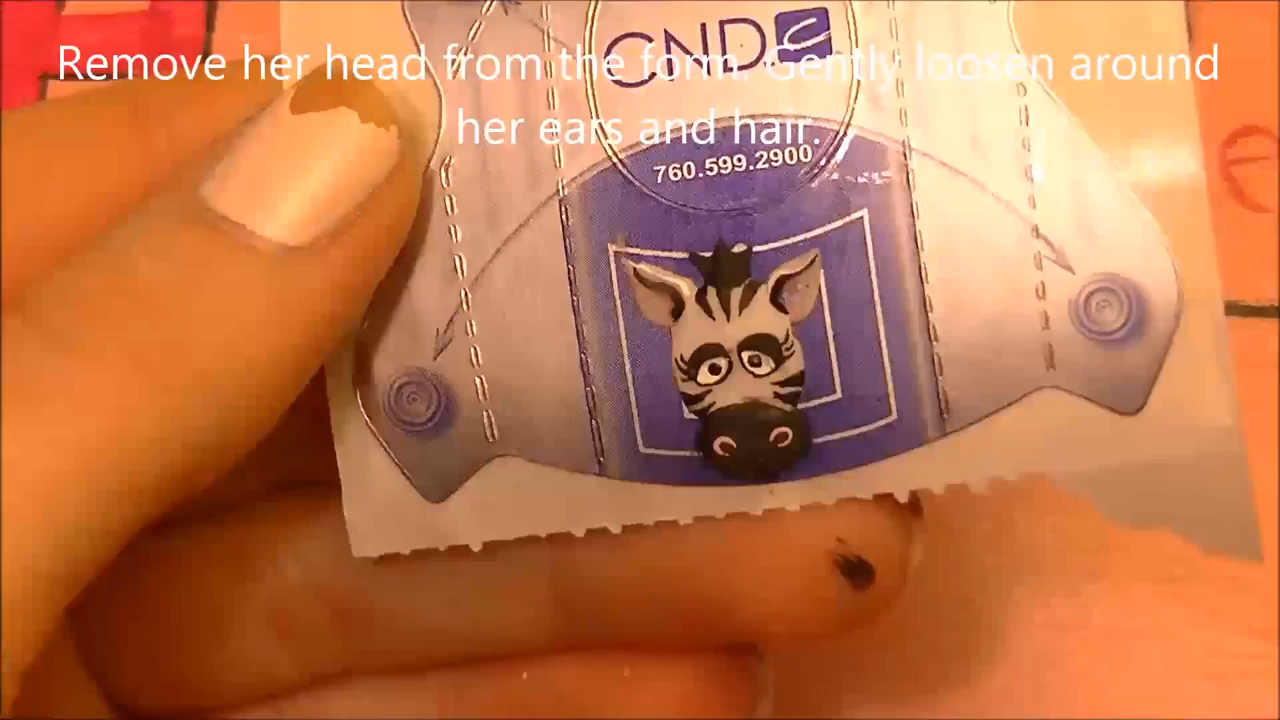 CND
Remove her head from the form. Gently loosen around
her ears and hair.
760.599.2900
e